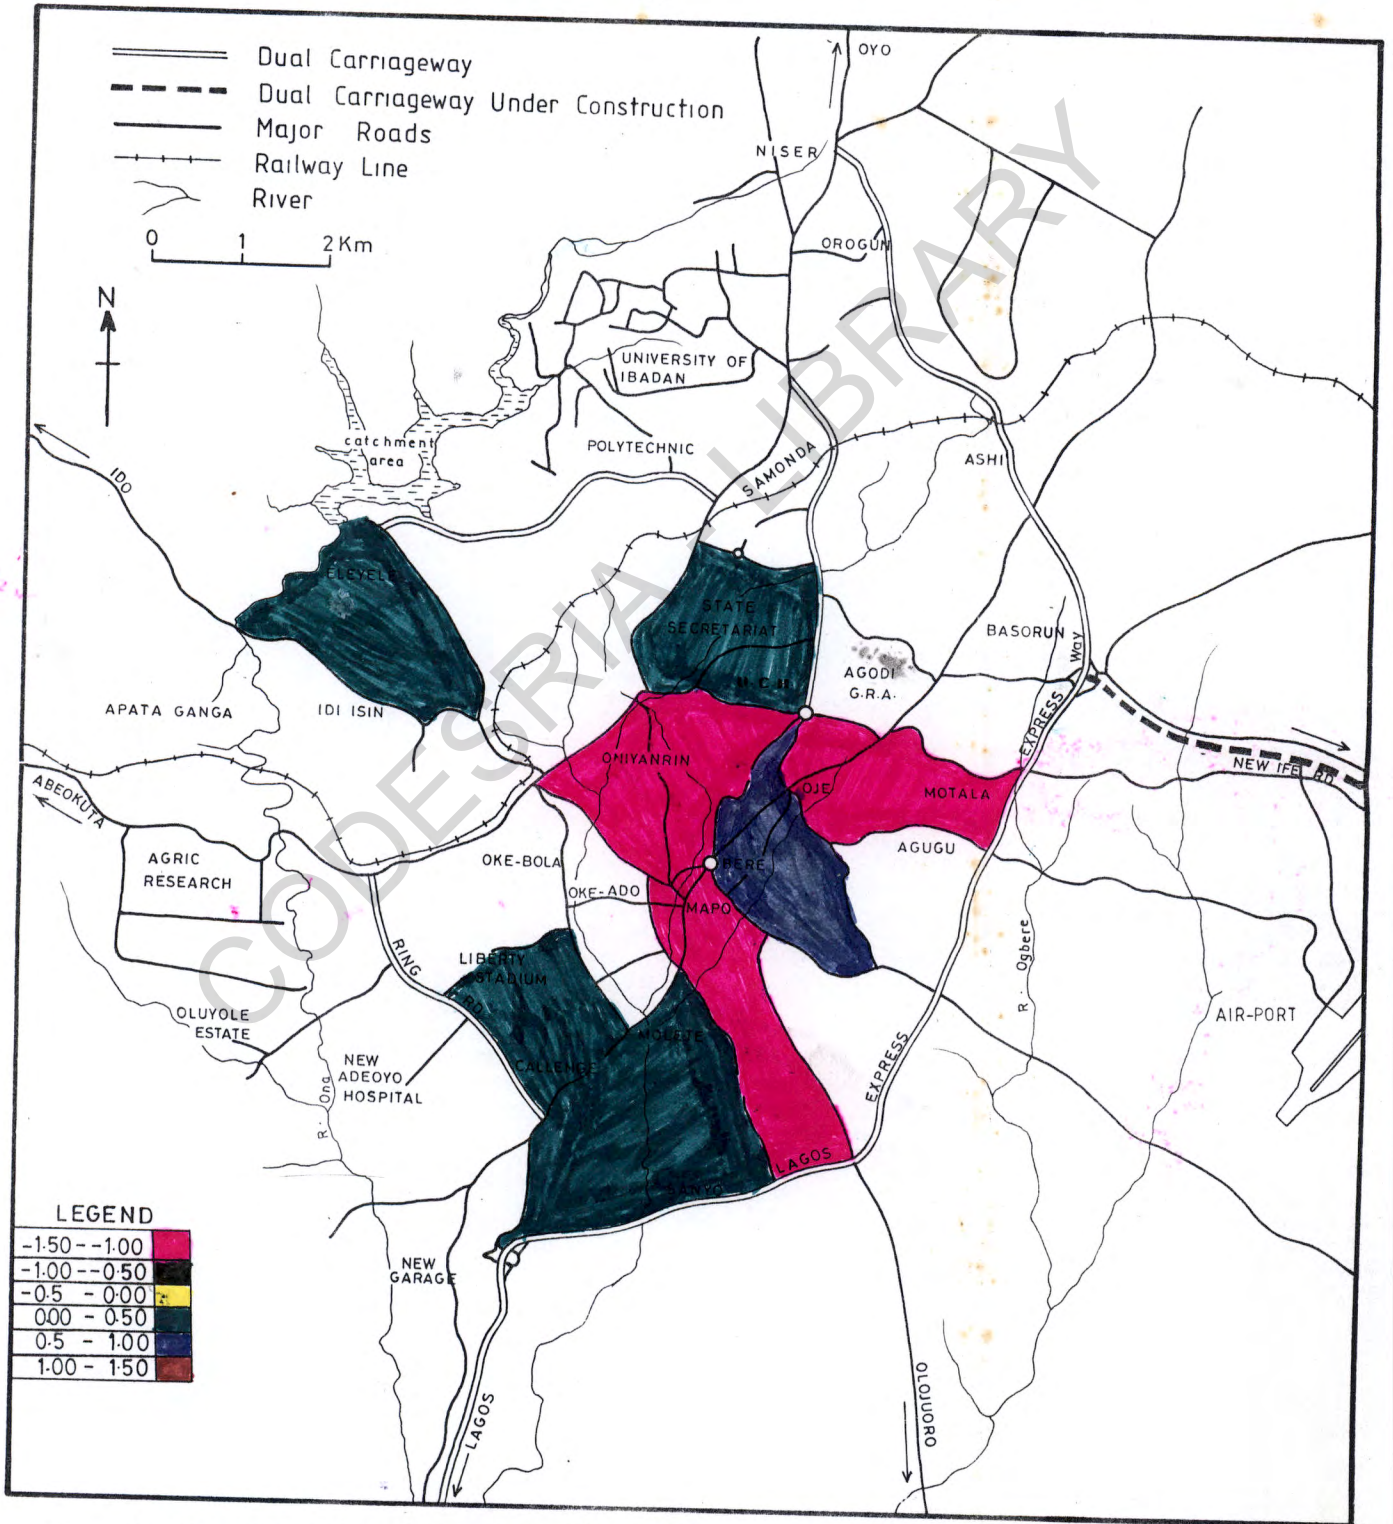 Dual Carriageway
Dual Carriageway Under Construction
Major Roads
Railway Line
River
0 1 2 Km
N
OYO
NISER
OROGUN
UNIVERSITY OF
IBADAN
POLYTECHNIC
catchment
area
SAMONDA
ASHI
IDO
ELEYELE
STATE
SECRETARIAT
U C H
BASORUN
AGODI
G.R.A.
EXPRESS Way
APATA GANGA
IDI ISIN
ONIYANRIN
OJE
MOTALA
NEW IFE RD
ABEOKUTA
AGRIC
RESEARCH
OKE-BOLA
OKE-ADO
BERE
MAPO
AGUGU
RING RD
LIBERTY
STADIUM
R. Ogbere
AIR-PORT
OLUYOLE
ESTATE
MOLETE
CALLENGE
NEW
ADEOYO
HOSPITAL
R. Ona
EXPRESS
LAGOS
SANYO
NEW
GARAGE
LAGOS
OLOJUORO
LEGEND
-1·50 - -1·00
-1·00 - -0·50
-0·5 - 0·00
0·00 - 0·50
0·5 - 1·00
1·00 - 1·50
CODESRIA - LIBRARY